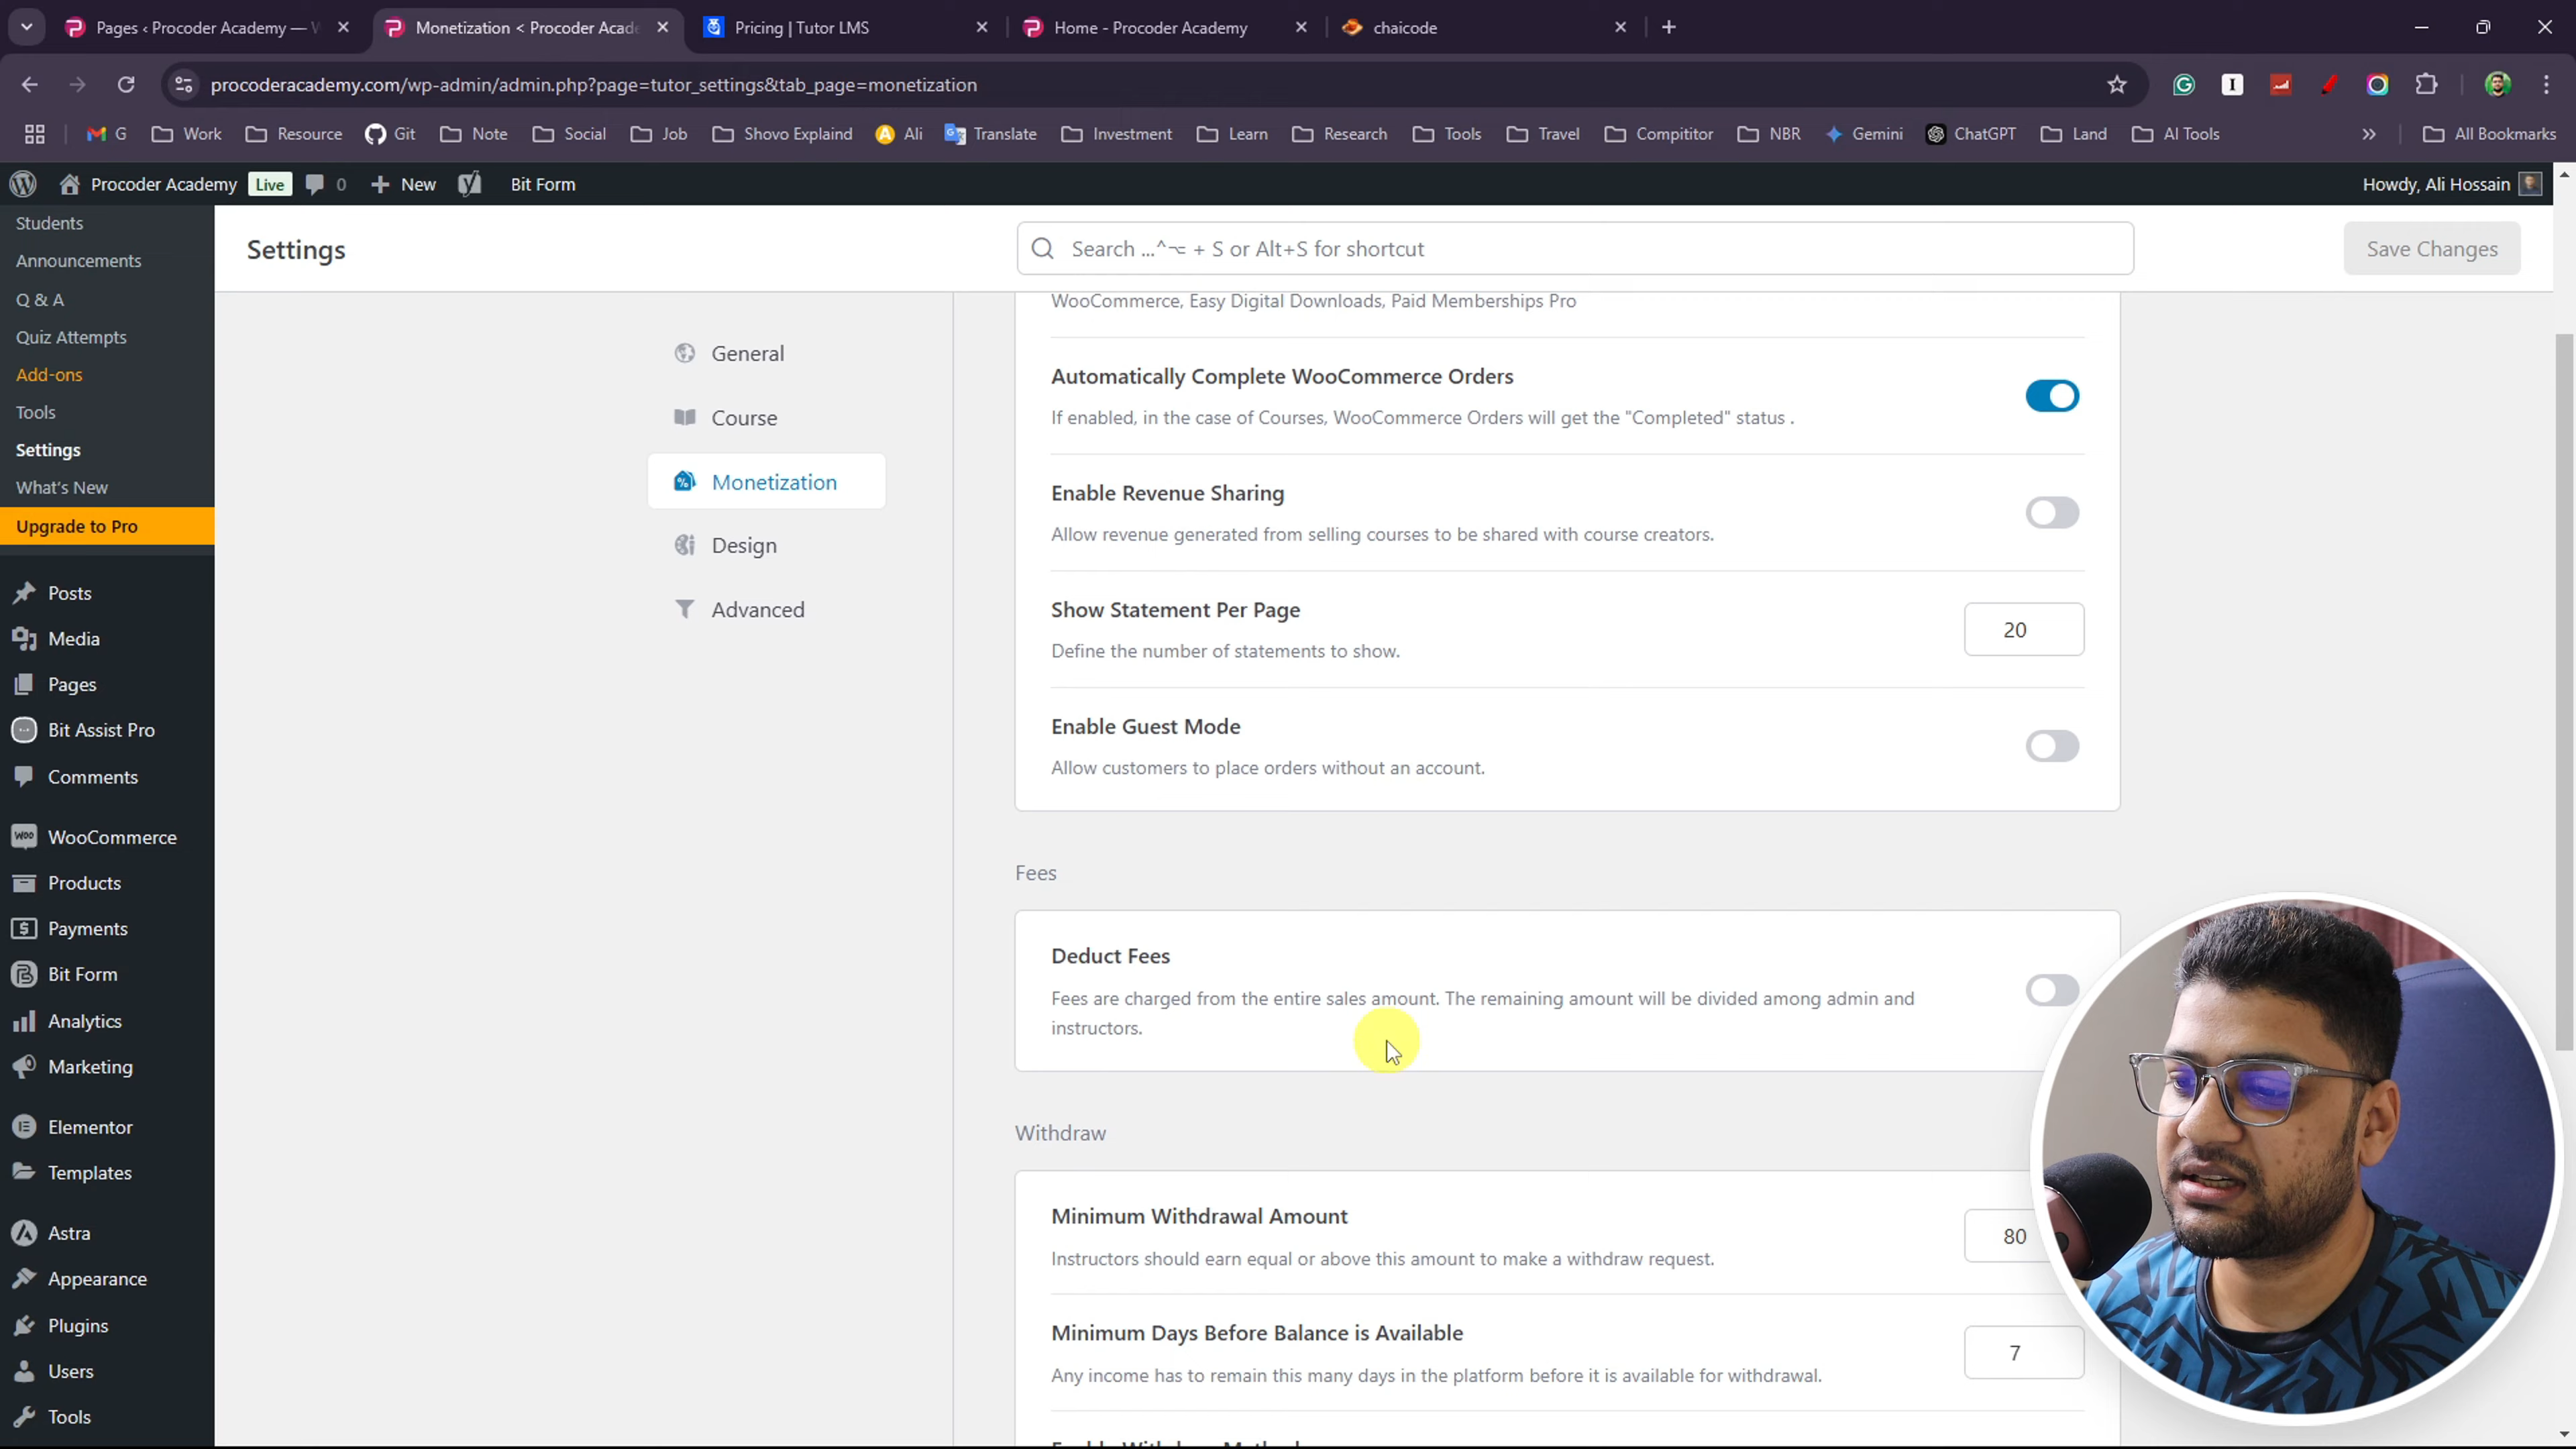 Pages ‹ Procoder Academy — W
Monetization < Procoder Acade
Pricing | Tutor LMS
Home - Procoder Academy
chaicode
procoderacademy.com/wp-admin/admin.php?page=tutor_settings&tab_page=monetization
G
Work
Resource
Git
Note
Social
Job
Shovo Explaind
Ali
Translate
Investment
Learn
Research
Tools
Travel
Compititor
NBR
Gemini
ChatGPT
Land
AI Tools
»
All Bookmarks
Procoder Academy
Live
0
New
Bit Form
Howdy, Ali Hossain
Students
Announcements
Q & A
Quiz Attempts
Add-ons
Tools
Settings
What's New
Upgrade to Pro
Posts
Media
Pages
Bit Assist Pro
Comments
WooCommerce
Products
Payments
Bit Form
Analytics
Marketing
Elementor
Templates
Astra
Appearance
Plugins
Users
Tools
Settings
Search ...^⌥ + S or Alt+S for shortcut
Save Changes
General
Course
Monetization
Design
Advanced
WooCommerce, Easy Digital Downloads, Paid Memberships Pro
Automatically Complete WooCommerce Orders
If enabled, in the case of Courses, WooCommerce Orders will get the "Completed" status .
Enable Revenue Sharing
Allow revenue generated from selling courses to be shared with course creators.
Show Statement Per Page
20
Define the number of statements to show.
Enable Guest Mode
Allow customers to place orders without an account.
Fees
Deduct Fees
Fees are charged from the entire sales amount. The remaining amount will be divided among admin and
instructors.
Withdraw
Minimum Withdrawal Amount
80
Instructors should earn equal or above this amount to make a withdraw request.
Minimum Days Before Balance is Available
7
Any income has to remain this many days in the platform before it is available for withdrawal.